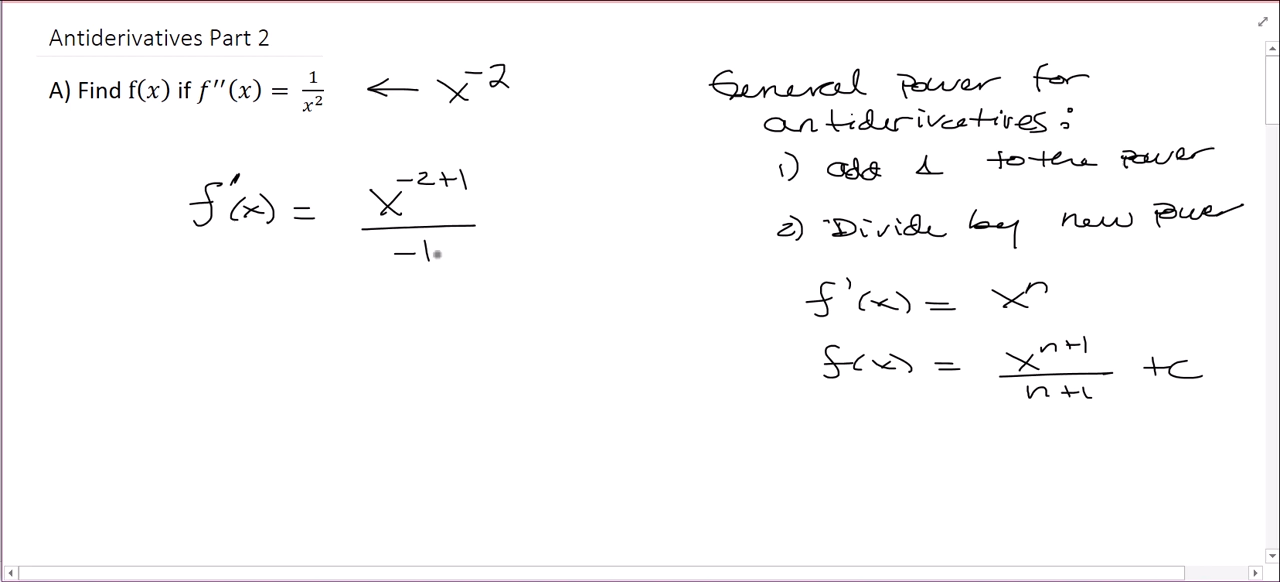 Antiderivatives Part 2
A) Find f(x) if f''(x) = 1/x² ← x⁻²
f'(x) = x⁻²⁺¹/-1
General Power for
antiderivatives:
1) add 1 to the power
2) Divide by new power
f'(x) = xⁿ
f(x) = xⁿ⁺¹/n+1 +c